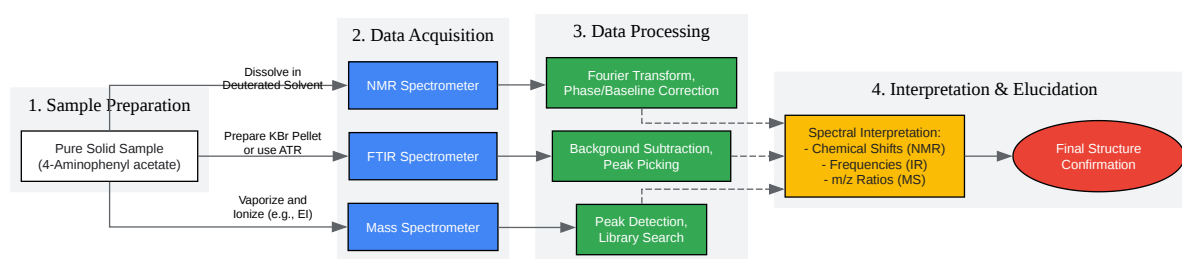 1. Sample Preparation
Pure Solid Sample
(4-Aminophenyl acetate)
Dissolve in
Deuterated Solvent
Prepare KBr Pellet
or use ATR
Vaporize and
Ionize (e.g., EI)
2. Data Acquisition
NMR Spectrometer
FTIR Spectrometer
Mass Spectrometer
3. Data Processing
Fourier Transform,
Phase/Baseline Correction
Background Subtraction,
Peak Picking
Peak Detection,
Library Search
4. Interpretation & Elucidation
Spectral Interpretation:
- Chemical Shifts (NMR)
- Frequencies (IR)
- m/z Ratios (MS)
Final Structure
Confirmation